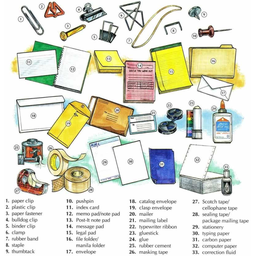 1. paper clip
2. plastic clip
3. paper fastener
4. bulldog clip
5. binder clip
6. clamp
7. rubber band
8. staple
9. thumbtack
10. pushpin
11. index card
12. memo pad/note pad
13. Post-It note pad
14. message pad
15. legal pad
16. file folder/
manila folder
17. envelope
18. catalog envelope
19. clasp envelope
20. mailer
21. mailing label
22. typewriter ribbon
23. gluestick
24. glue
25. rubber cement
26. masking tape
27. Scotch tape/
cellophane tape
28. sealing tape/
package mailing tape
29. stationery
30. typing paper
31. carbon paper
32. computer paper
33. correction fluid